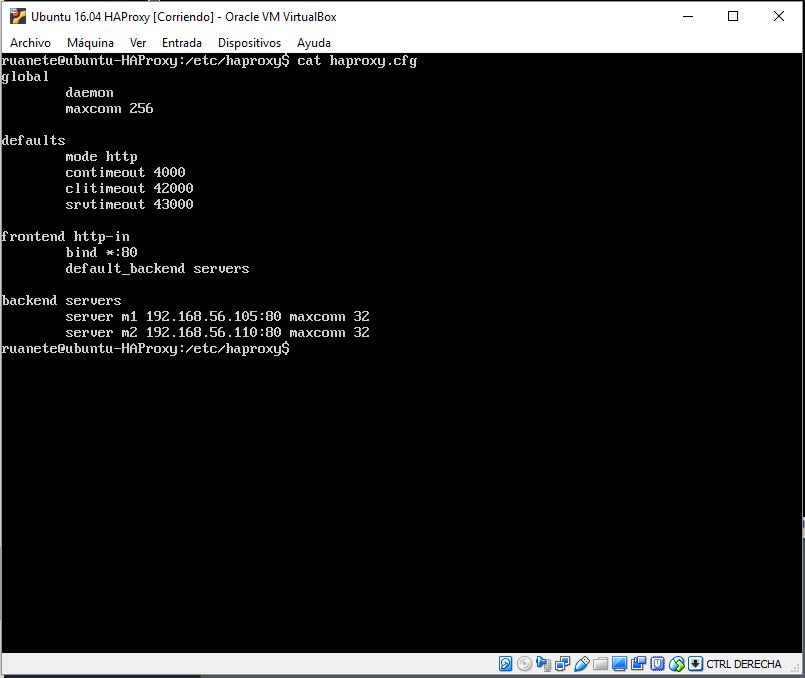 Ubuntu 16.04 HAProxy [Corriendo] - Oracle VM VirtualBox
Archivo Máquina Ver Entrada Dispositivos Ayuda
ruanete@ubuntu-HAProxy:/etc/haproxy$ cat haproxy.cfg
global
        daemon
        maxconn 256

defaults
        mode http
        contimeout 4000
        clitimeout 42000
        srvtimeout 43000

frontend http-in
        bind *:80
        default_backend servers

backend servers
        server m1 192.168.56.105:80 maxconn 32
        server m2 192.168.56.110:80 maxconn 32
ruanete@ubuntu-HAProxy:/etc/haproxy$
CTRL DERECHA